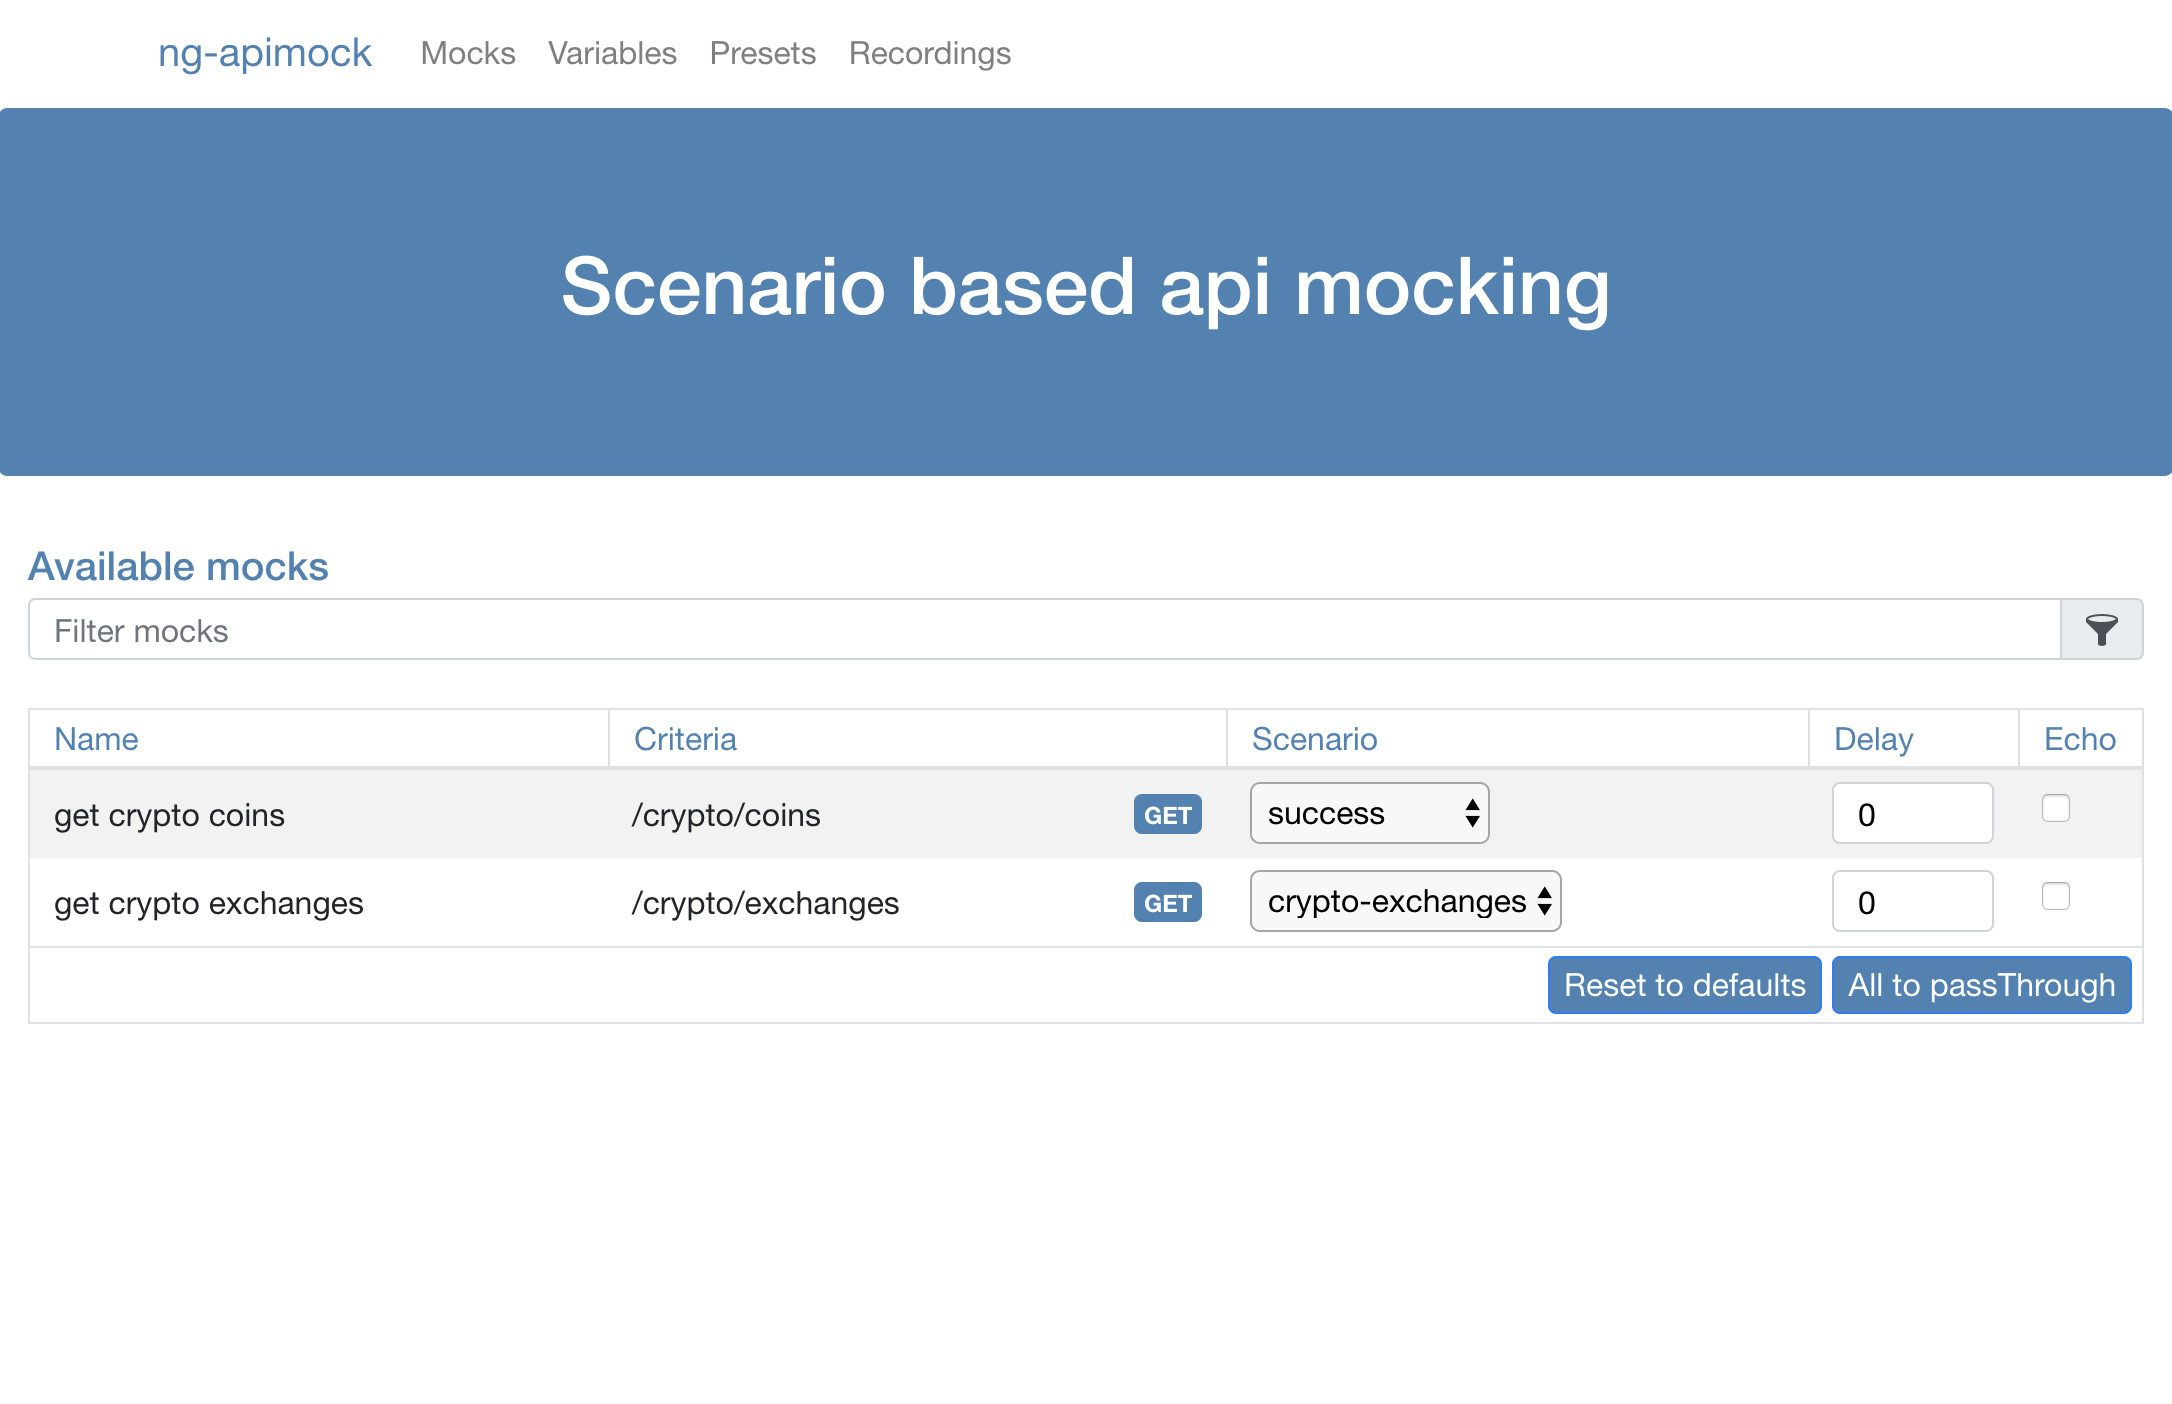 ng-apimock Mocks Variables Presets Recordings
Scenario based api mocking
Available mocks
Filter mocks
Name Criteria Scenario Delay Echo
get crypto coins /crypto/coins GET success 0
get crypto exchanges /crypto/exchanges GET crypto-exchanges 0
Reset to defaults All to passThrough